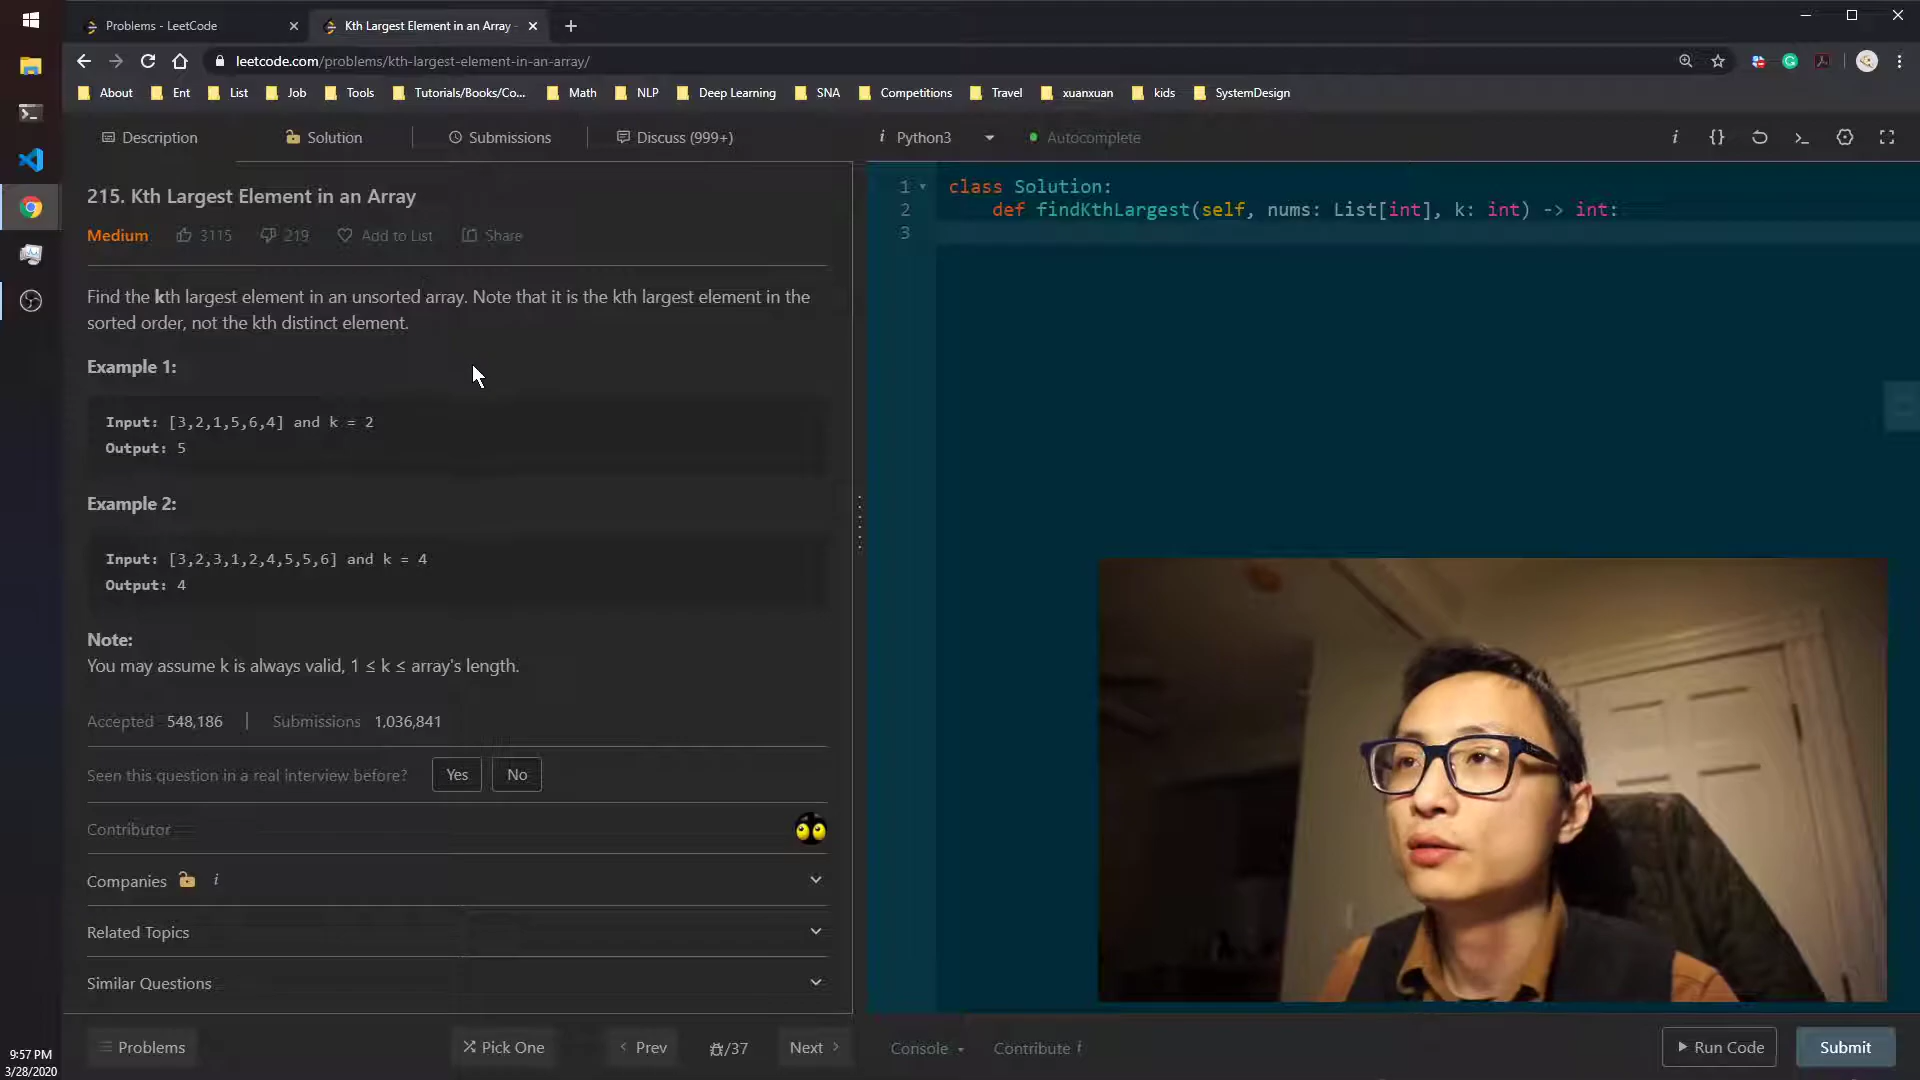 Problems - LeetCode
Kth Largest Element in an Array -
leetcode.com/problems/kth-largest-element-in-an-array/
About Ent List Job Tools Tutorials/Books/Co... Math NLP Deep Learning SNA Competitions Travel xuanxuan kids SystemDesign
Description Solution Submissions Discuss (999+)
i Python3 Autocomplete i {}
215. Kth Largest Element in an Array
Medium 3115 219 Add to List Share
Find the kth largest element in an unsorted array. Note that it is the kth largest element in the
sorted order, not the kth distinct element.
Example 1:
Input: [3,2,1,5,6,4] and k = 2
Output: 5
Example 2:
Input: [3,2,3,1,2,4,5,5,6] and k = 4
Output: 4
Note:
You may assume k is always valid, 1 ≤ k ≤ array's length.
Accepted 548,186 Submissions 1,036,841
Seen this question in a real interview before? Yes No
Contributor
Companies i
Related Topics
Similar Questions
Problems Pick One Prev /37 Next
1 class Solution:
2 def findKthLargest(self, nums: List[int], k: int) -> int:
3
Console Contribute i Run Code Submit
9:57 PM
3/28/2020